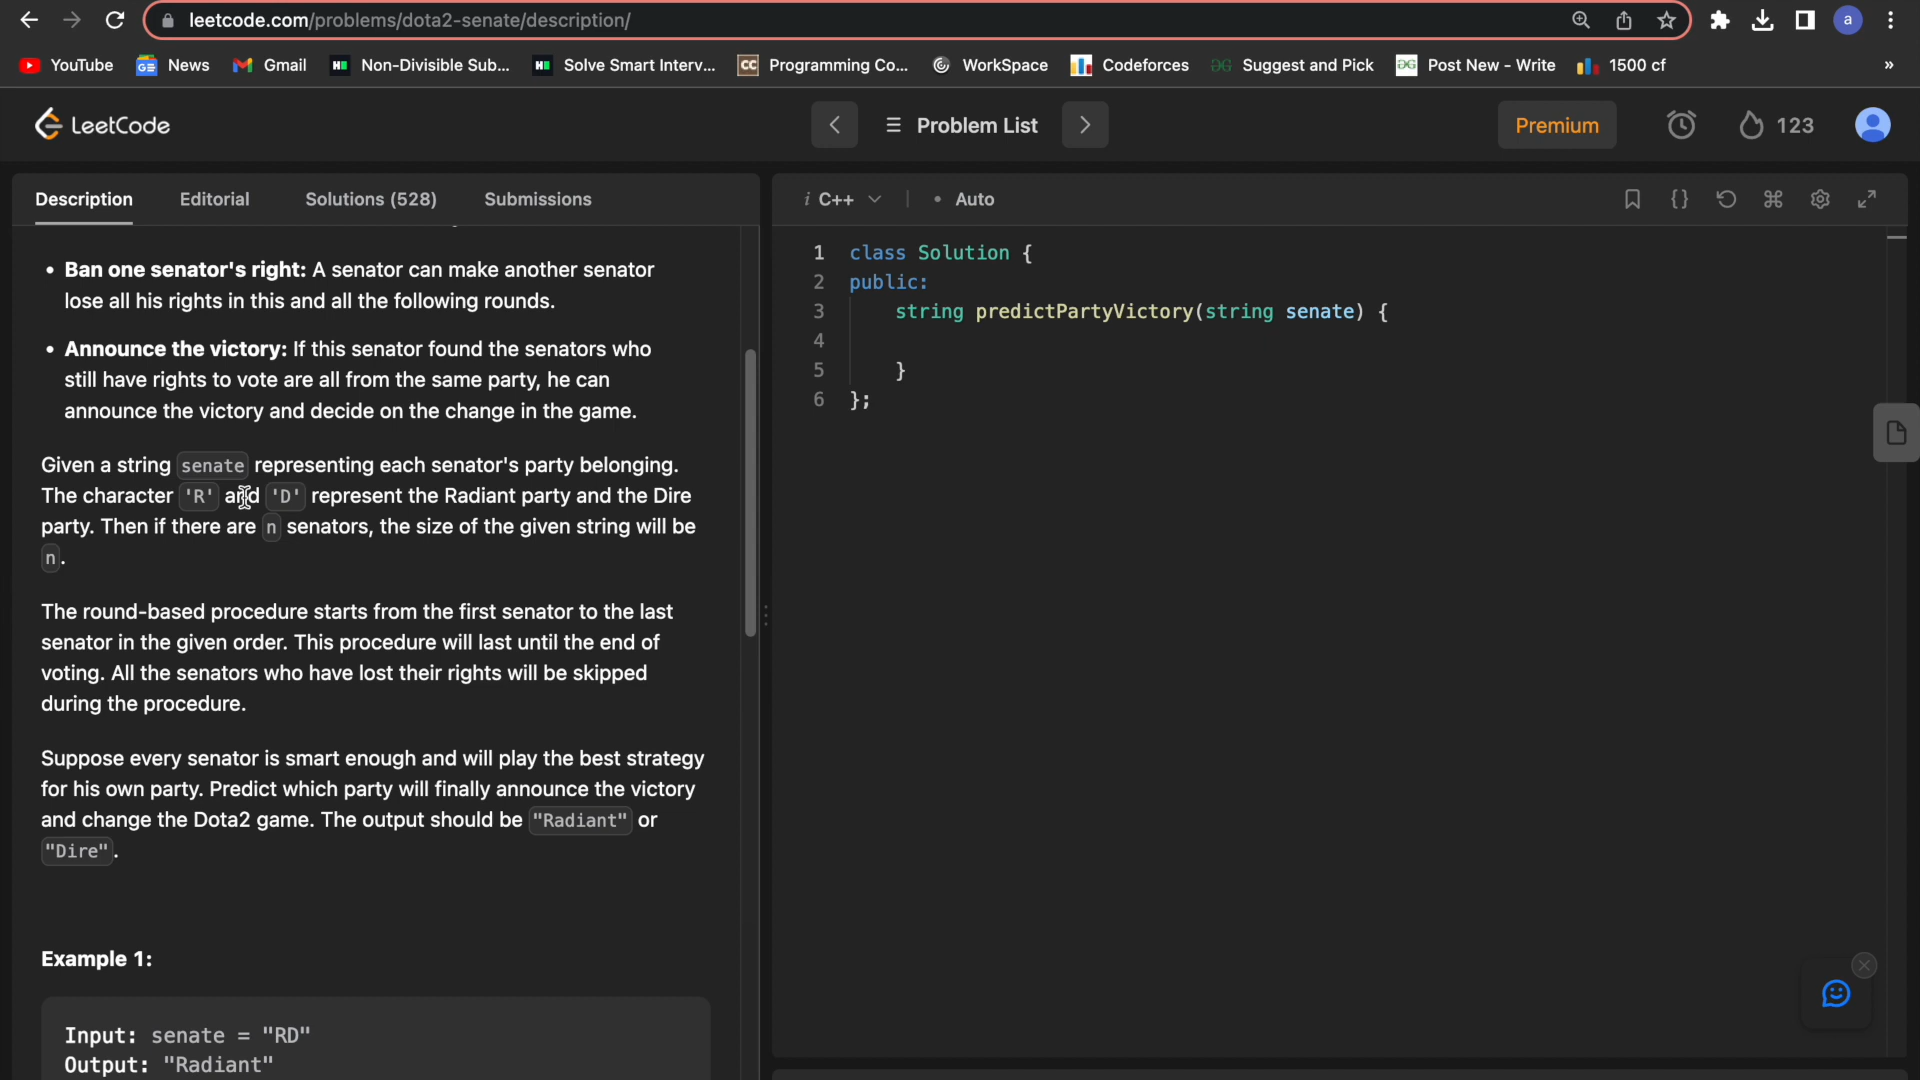 leetcode.com/problems/dota2-senate/description/
a
YouTube News Gmail Non-Divisible Sub... Solve Smart Interv... CC Programming Co... WorkSpace Codeforces Suggest and Pick Post New - Write 1500 cf »
LeetCode Problem List Premium 123
Description Editorial Solutions (528) Submissions
i C++ • Auto
• Ban one senator's right: A senator can make another senator
lose all his rights in this and all the following rounds.
• Announce the victory: If this senator found the senators who
still have rights to vote are all from the same party, he can
announce the victory and decide on the change in the game.
Given a string senate representing each senator's party belonging.
The character 'R' and 'D' represent the Radiant party and the Dire
party. Then if there are n senators, the size of the given string will be
n.
The round-based procedure starts from the first senator to the last
senator in the given order. This procedure will last until the end of
voting. All the senators who have lost their rights will be skipped
during the procedure.
Suppose every senator is smart enough and will play the best strategy
for his own party. Predict which party will finally announce the victory
and change the Dota2 game. The output should be "Radiant" or
"Dire".
Example 1:
Input: senate = "RD"
Output: "Radiant"
1 class Solution {
2 public:
3 string predictPartyVictory(string senate) {
4
5 }
6 };